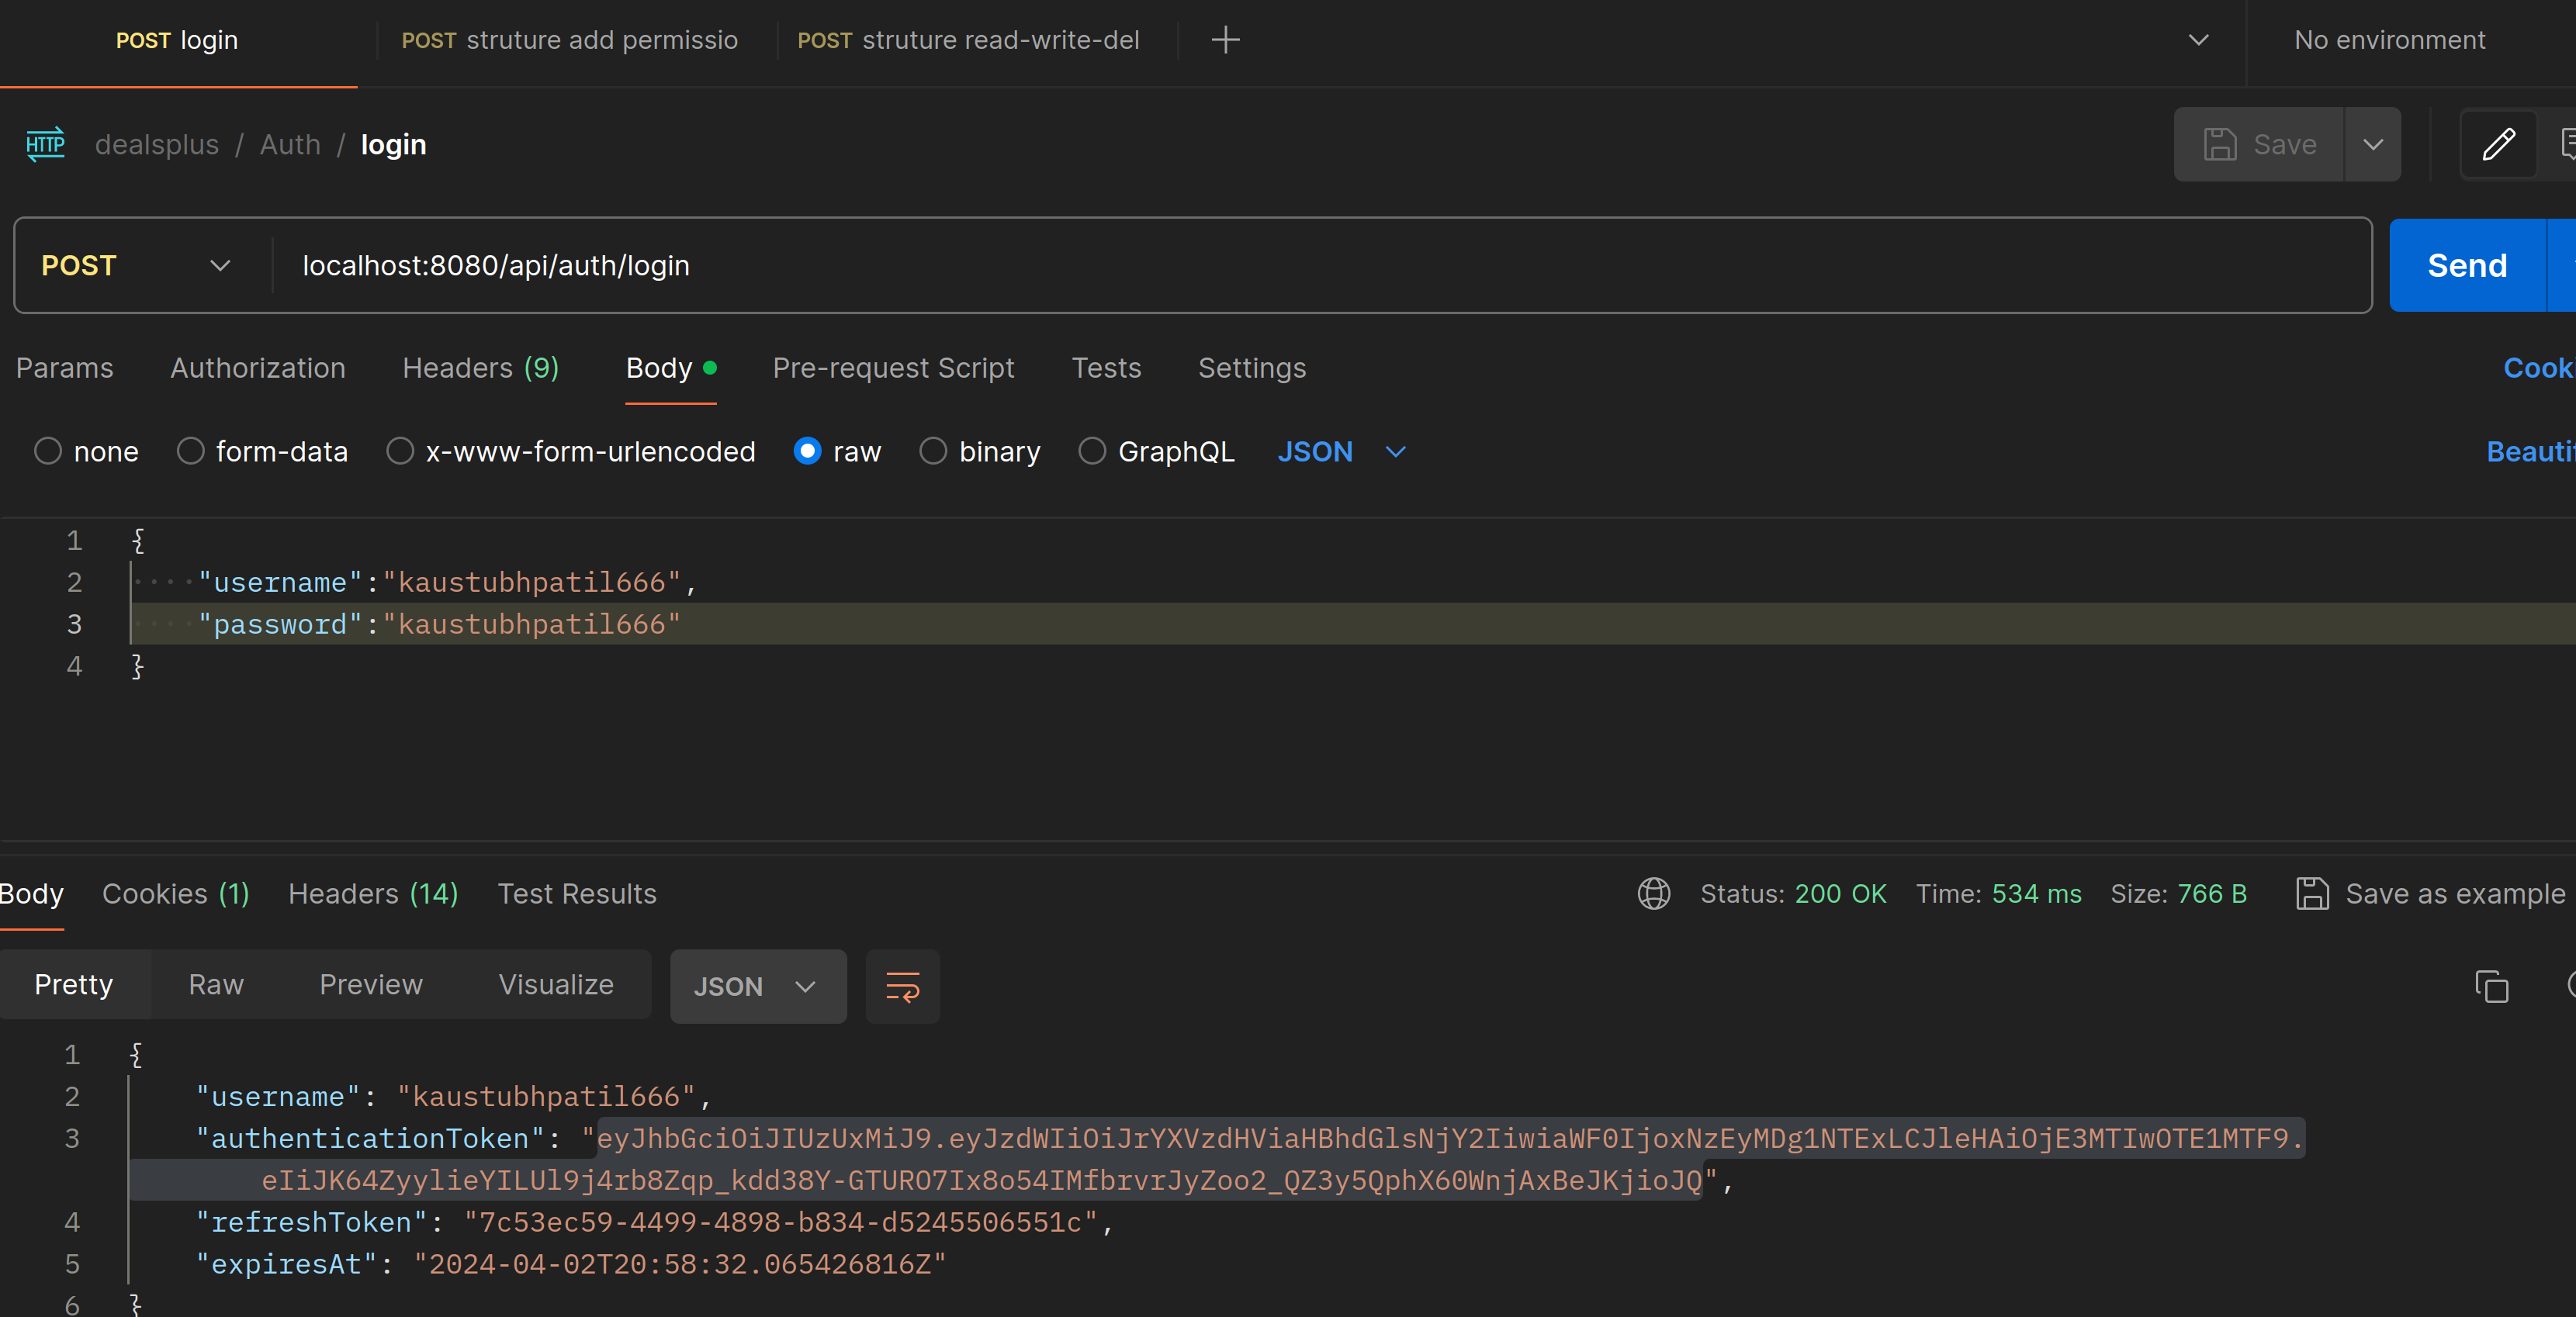 POST login POST struture add permissio POST struture read-write-del No environment
HTTP dealsplus / Auth / login Save
POST localhost:8080/api/auth/login Send
Params Authorization Headers (9) Body Pre-request Script Tests Settings Cook
none form-data x-www-form-urlencoded raw binary GraphQL JSON Beauti
1 {
2 "username":"kaustubhpatil666",
3 "password":"kaustubhpatil666"
4 }
Body Cookies (1) Headers (14) Test Results Status: 200 OK Time: 534 ms Size: 766 B Save as example
Pretty Raw Preview Visualize JSON
1 {
2 "username": "kaustubhpatil666",
3 "authenticationToken": "eyJhbGciOiJIUzUxMiJ9.eyJzdWIiOiJrYXVzdHViaHBhdGlsNjY2IiwiaWF0IjoxNzEyMDg1NTExLCJleHAiOjE3MTIwOTE1MTF9.
eIiJK64ZyylieYILUl9j4rb8Zqp_kdd38Y-GTURO7Ix8o54IMfbrvrJyZoo2_QZ3y5QphX60WnjAxBeJKjioJQ",
4 "refreshToken": "7c53ec59-4499-4898-b834-d5245506551c",
5 "expiresAt": "2024-04-02T20:58:32.065426816Z"
6 }